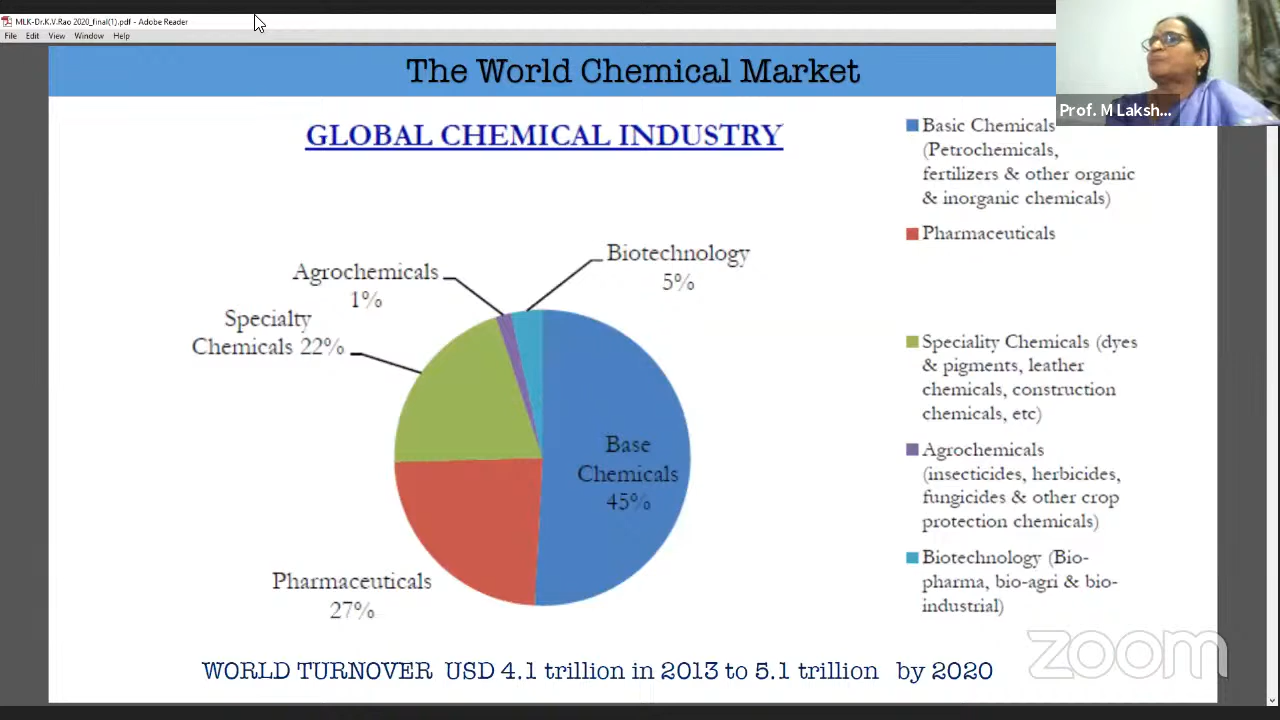 MLK-Dr.K.V.Rao 2020_final(1).pdf - Adobe Reader
File Edit View Window Help
The World Chemical Market
Prof. M Laksh...
GLOBAL CHEMICAL INDUSTRY
Biotechnology
5%
Agrochemicals
1%
Specialty
Chemicals 22%
Base
Chemicals
45%
Pharmaceuticals
27%
Basic Chemicals
(Petrochemicals,
fertilizers & other organic
& inorganic chemicals)
Pharmaceuticals
Speciality Chemicals (dyes
& pigments, leather
chemicals, construction
chemicals, etc)
Agrochemicals
(insecticides, herbicides,
fungicides & other crop
protection chemicals)
Biotechnology (Bio-
pharma, bio-agri & bio-
industrial)
WORLD TURNOVER USD 4.1 trillion in 2013 to 5.1 trillion by 2020
zoom